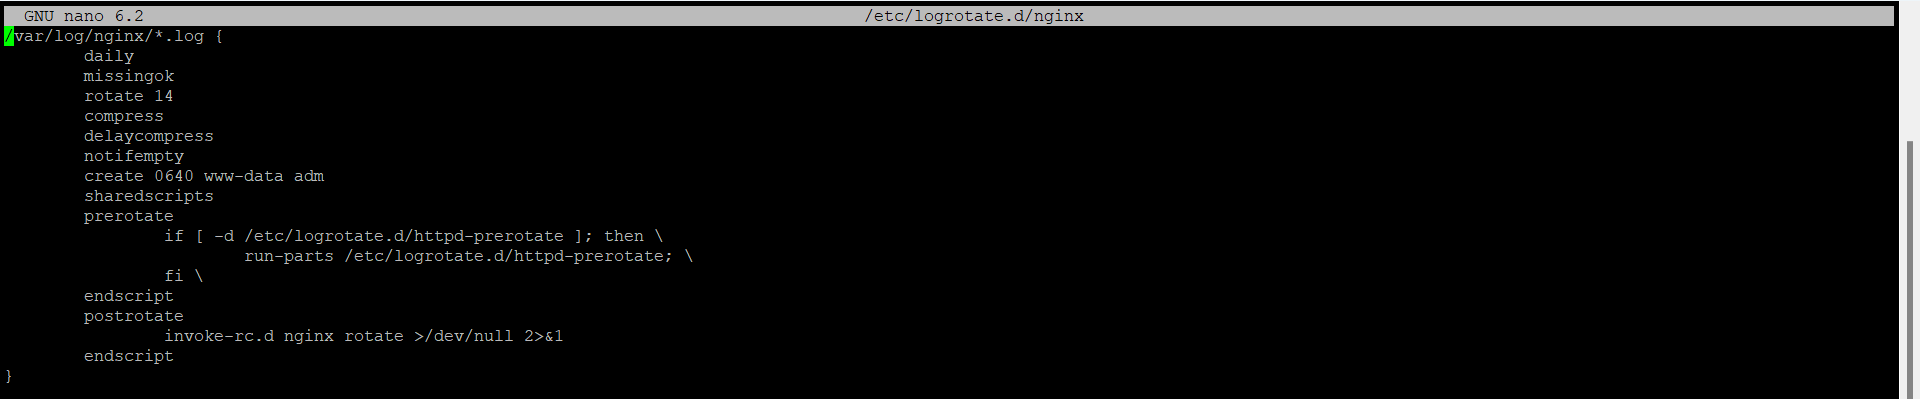 GNU nano 6.2 /etc/logrotate.d/nginx
/var/log/nginx/*.log {
daily
missingok
rotate 14
compress
delaycompress
notifempty
create 0640 www-data adm
sharedscripts
prerotate
if [ -d /etc/logrotate.d/httpd-prerotate ]; then \
run-parts /etc/logrotate.d/httpd-prerotate; \
fi \
endscript
postrotate
invoke-rc.d nginx rotate >/dev/null 2>&1
endscript
}